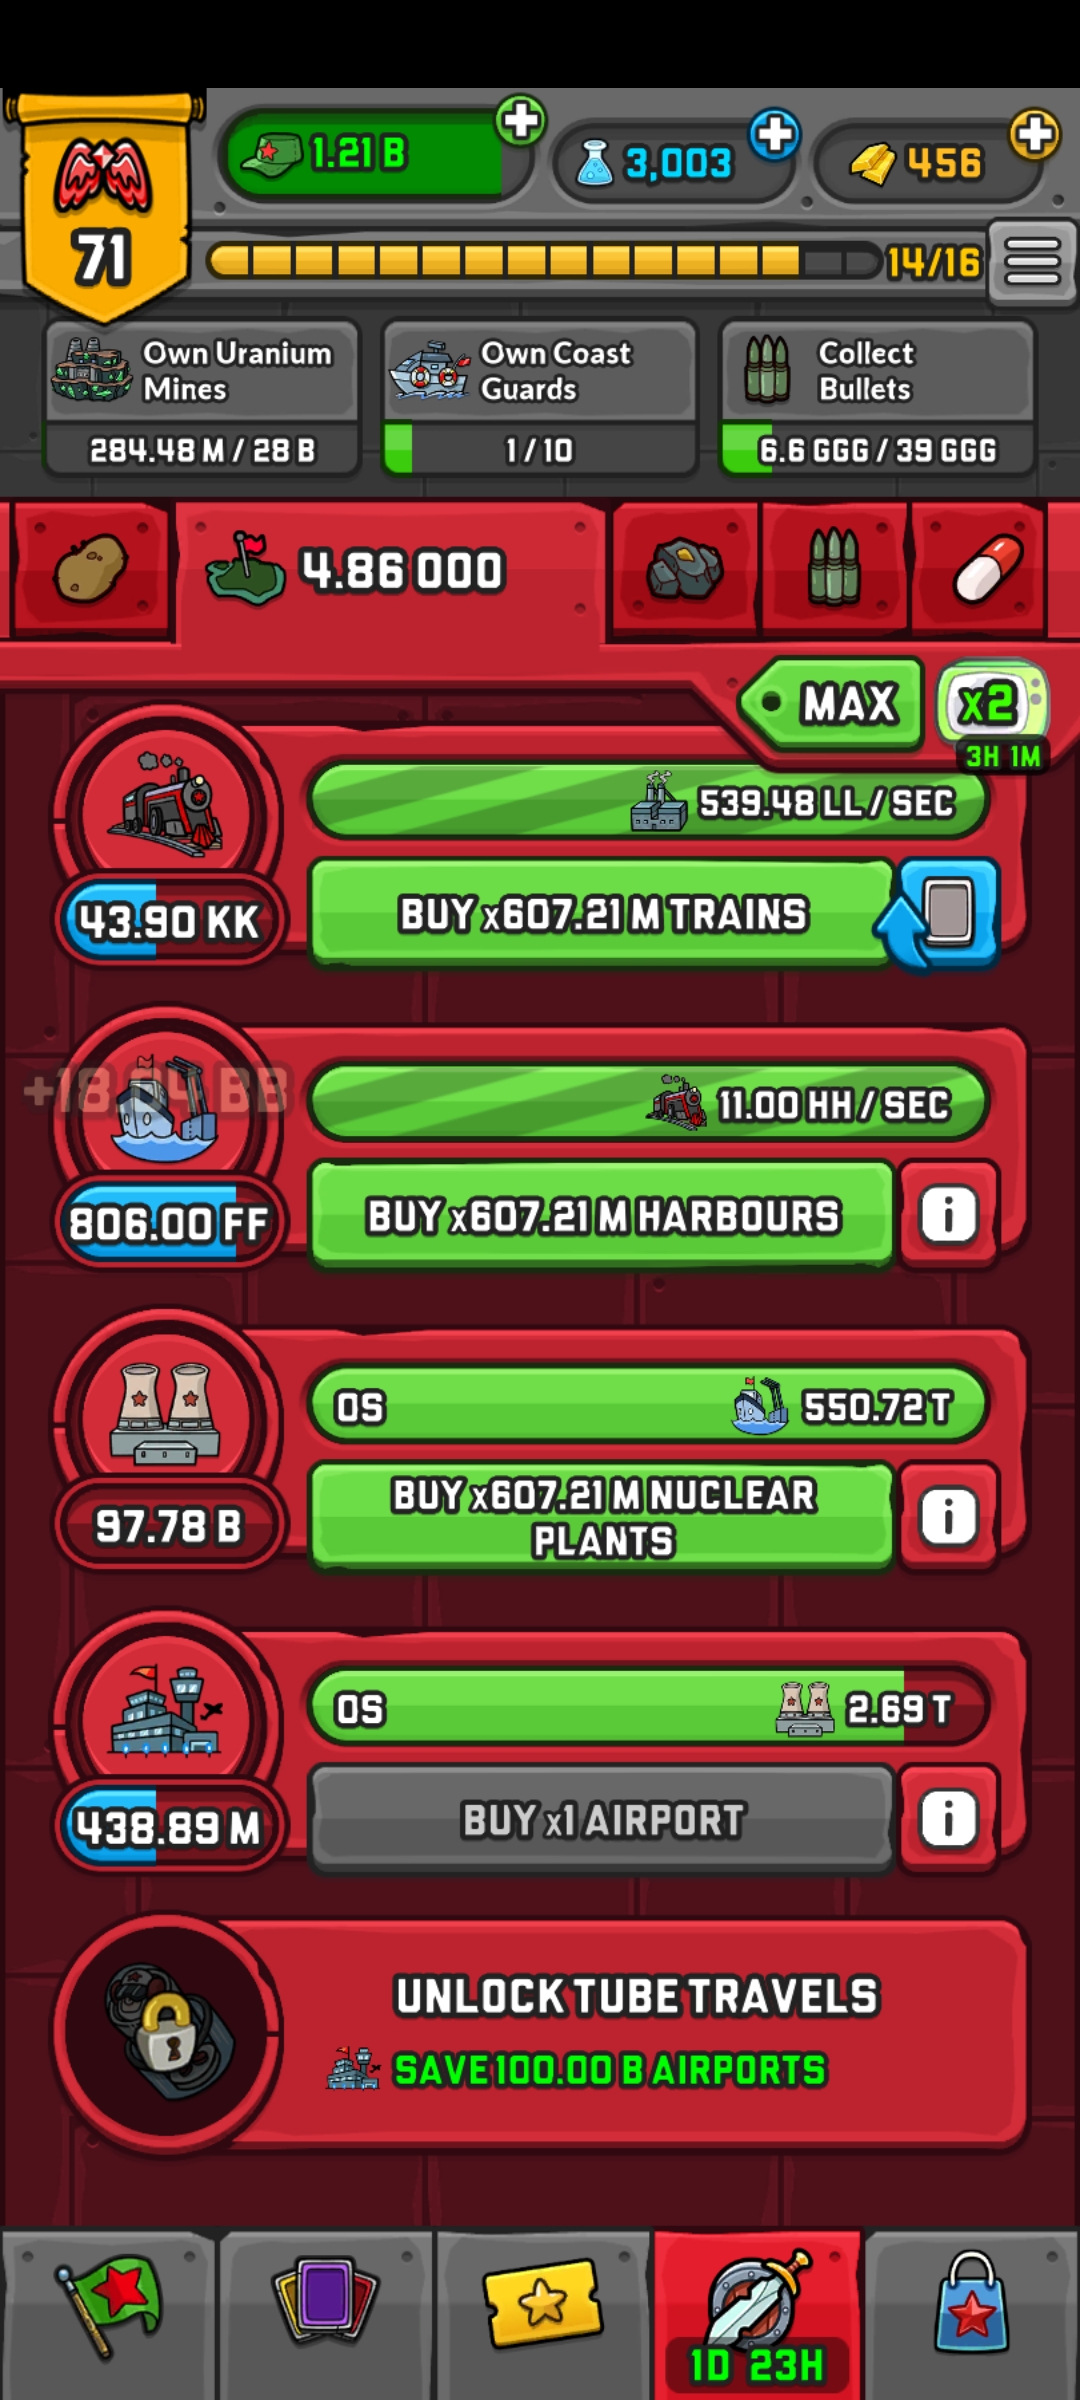 1.21 B
3,003
456
71
14/16
Own Uranium
Mines
284.48 M / 28 B
Own Coast
Guards
1 / 10
Collect
Bullets
6.6 GGG / 39 GGG
4.86 OOO
MAX
x2
3H 1M
539.48 LL / SEC
43.90 KK
BUY x607.21 M TRAINS
11.00 HH / SEC
806.00 FF
BUY x607.21 M HARBOURS
0S
550.72 T
97.78 B
BUY x607.21 M NUCLEAR
PLANTS
0S
2.69 T
438.89 M
BUY x1 AIRPORT
UNLOCK TUBE TRAVELS
SAVE 100.00 B AIRPORTS
1D 23H